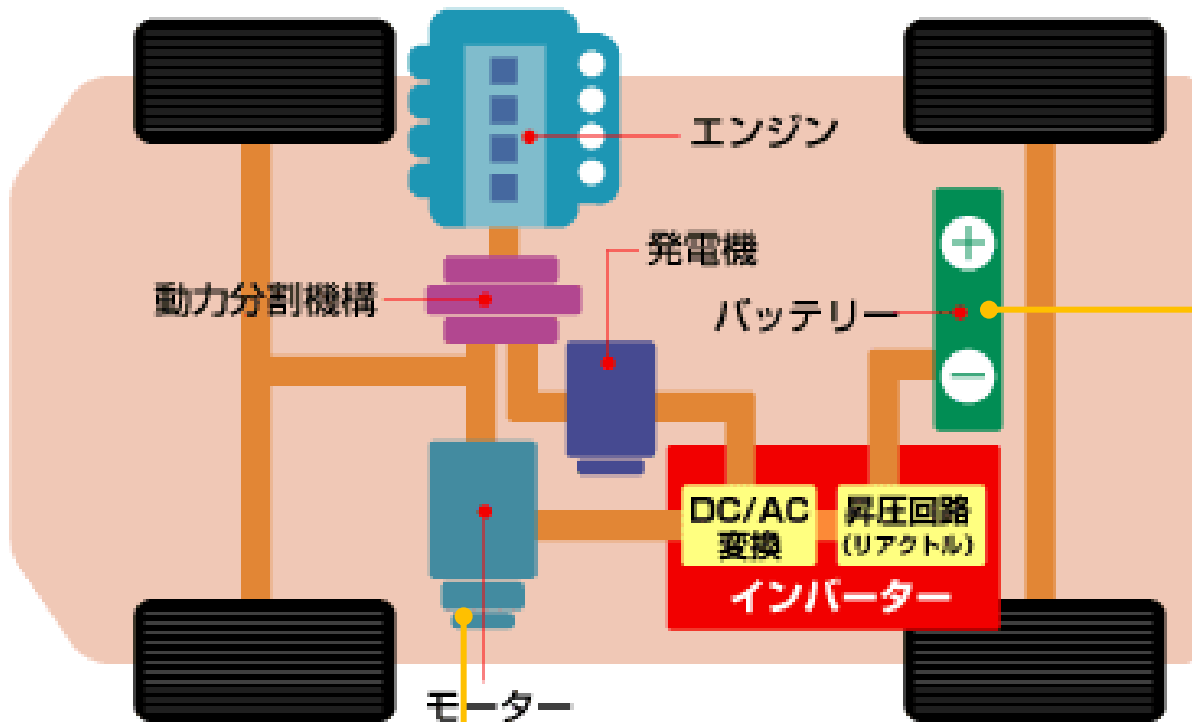 エンジン
発電機
動力分割機構
バッテリー
DC/AC
変換
昇圧回路
(リアクトル)
インバーター
モーター